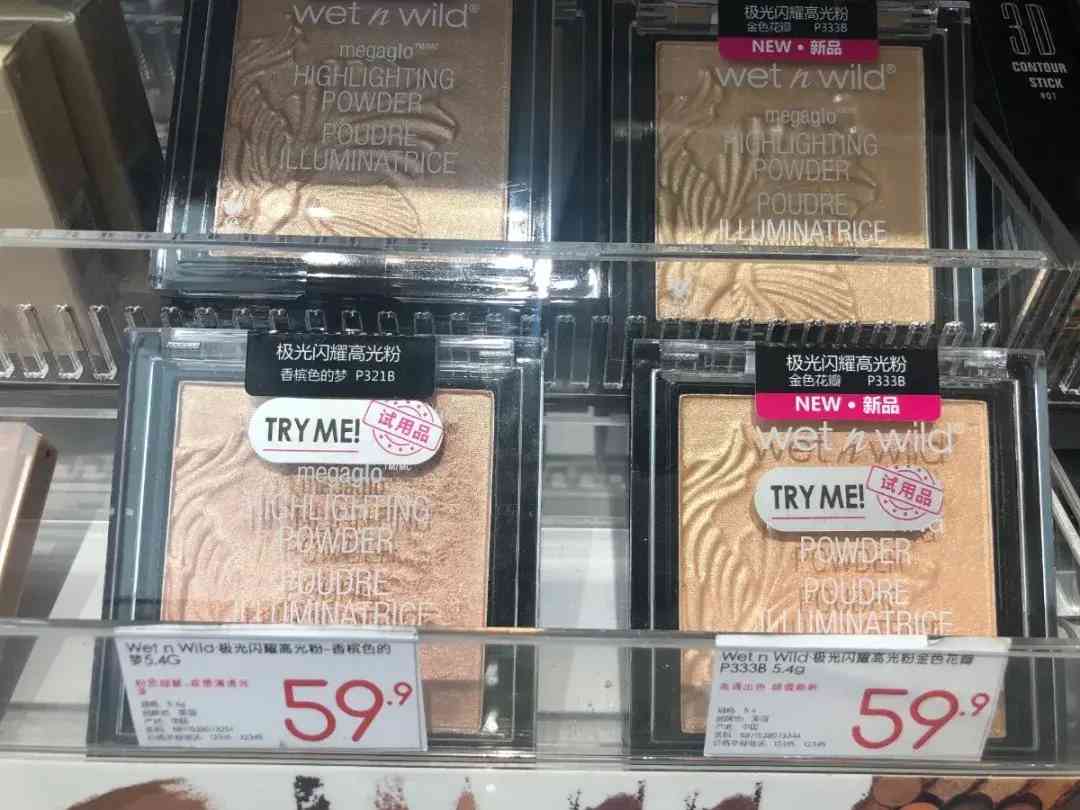 wet n wild®
megaglo™/MC
HIGHLIGHTING
POWDER
POUDRE
ILLUMINATRICE
极光闪耀高光粉
金色花瓣 P333B
NEW • 新品
wet n wild®
megaglo
HIGHLIGHTING
POWDER
POUDRE
ILLUMINATRICE
3D
CONTOUR
STICK
#01
极光闪耀高光粉
香槟色的梦 P321B
TRY ME! 试用品
megaglo™/MC
HIGHLIGHTING
POWDER
POUDRE
ILLUMINATRICE
极光闪耀高光粉
金色花瓣 P333B
NEW • 新品
wet n wild®
TRY ME! 试用品
POWDER
POUDRE
ILLUMINATRICE
Wet n Wild 极光闪耀高光粉-香槟色的
梦5.4G
59.9
Wet n Wild 极光闪耀高光粉金色花瓣
P333B 5.4g
59.9